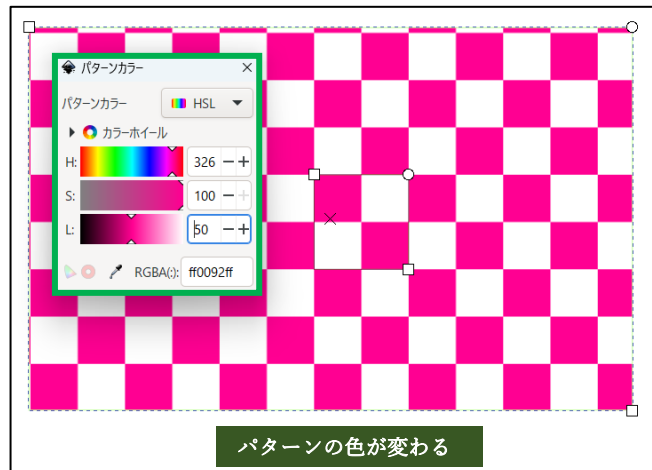 パターンカラー
パターンカラー HSL
カラーホイール
H: 326
S: 100
L: 50
RGBA(:): ff0092ff
パターンの色が変わる